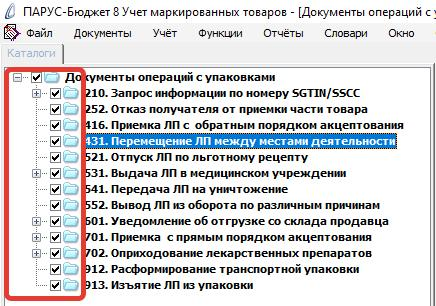 ПАРУС-Бюджет 8 Учет маркированных товаров - [Документы операций с у
Файл Документы Учёт Функции Отчёты Словари Окно
Каталоги
Документы операций с упаковками
210. Запрос информации по номеру SGTIN/SSCC
252. Отказ получателя от приемки части товара
416. Приемка ЛП с обратным порядком акцептования
431. Перемещение ЛП между местами деятельности
521. Отпуск ЛП по льготному рецепту
531. Выдача ЛП в медицинском учреждении
541. Передача ЛП на уничтожение
552. Вывод ЛП из оборота по различным причинам
601. Уведомление об отгрузке со склада продавца
701. Приемка с прямым порядком акцептования
702. Оприходование лекарственных препаратов
912. Расформирование транспортной упаковки
913. Изъятие ЛП из упаковки